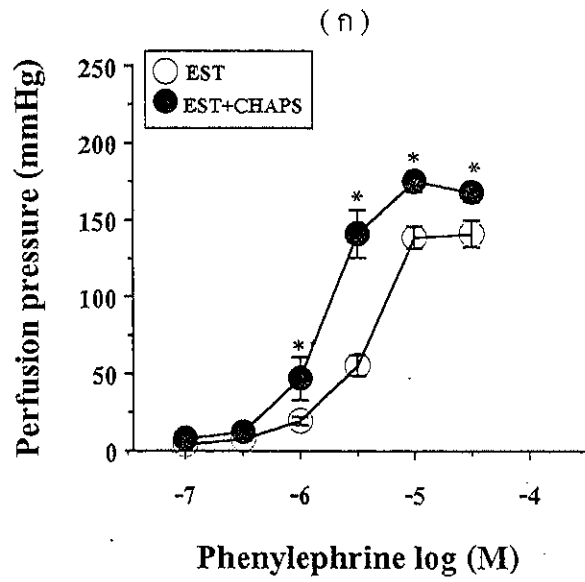 (ก)
EST
EST+CHAPS
Perfusion pressure (mmHg)
250
200
150
100
50
0
*
*
*
*
-7
-6
-5
-4
Phenylephrine log (M)